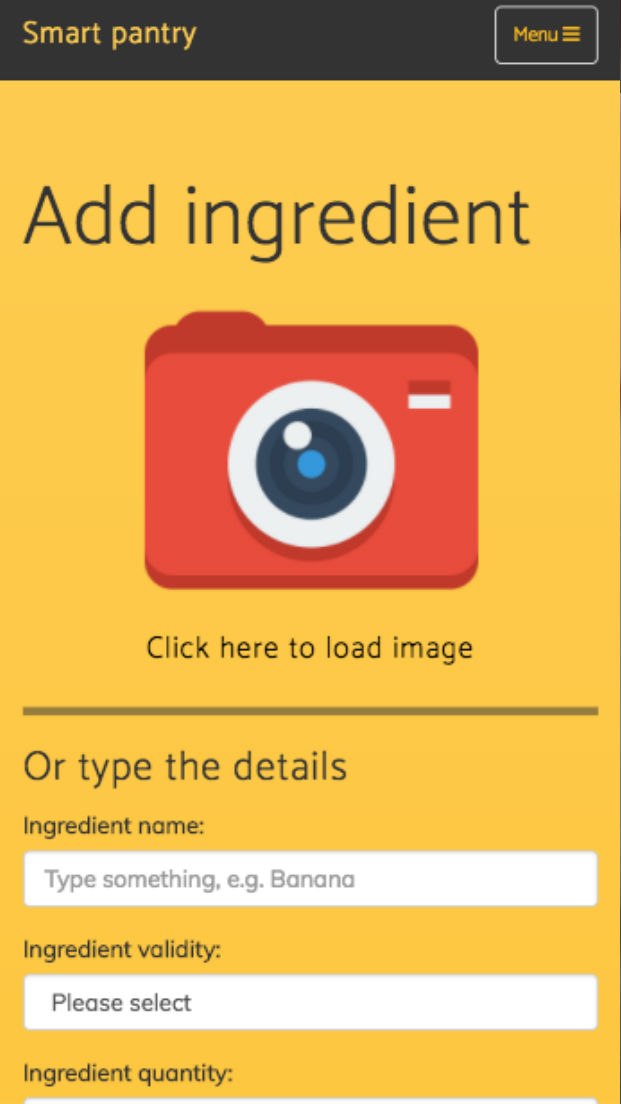 Smart pantry
Menu
Add ingredient
Click here to load image
Or type the details
Ingredient name:
Type something, e.g. Banana
Ingredient validity:
Please select
Ingredient quantity: